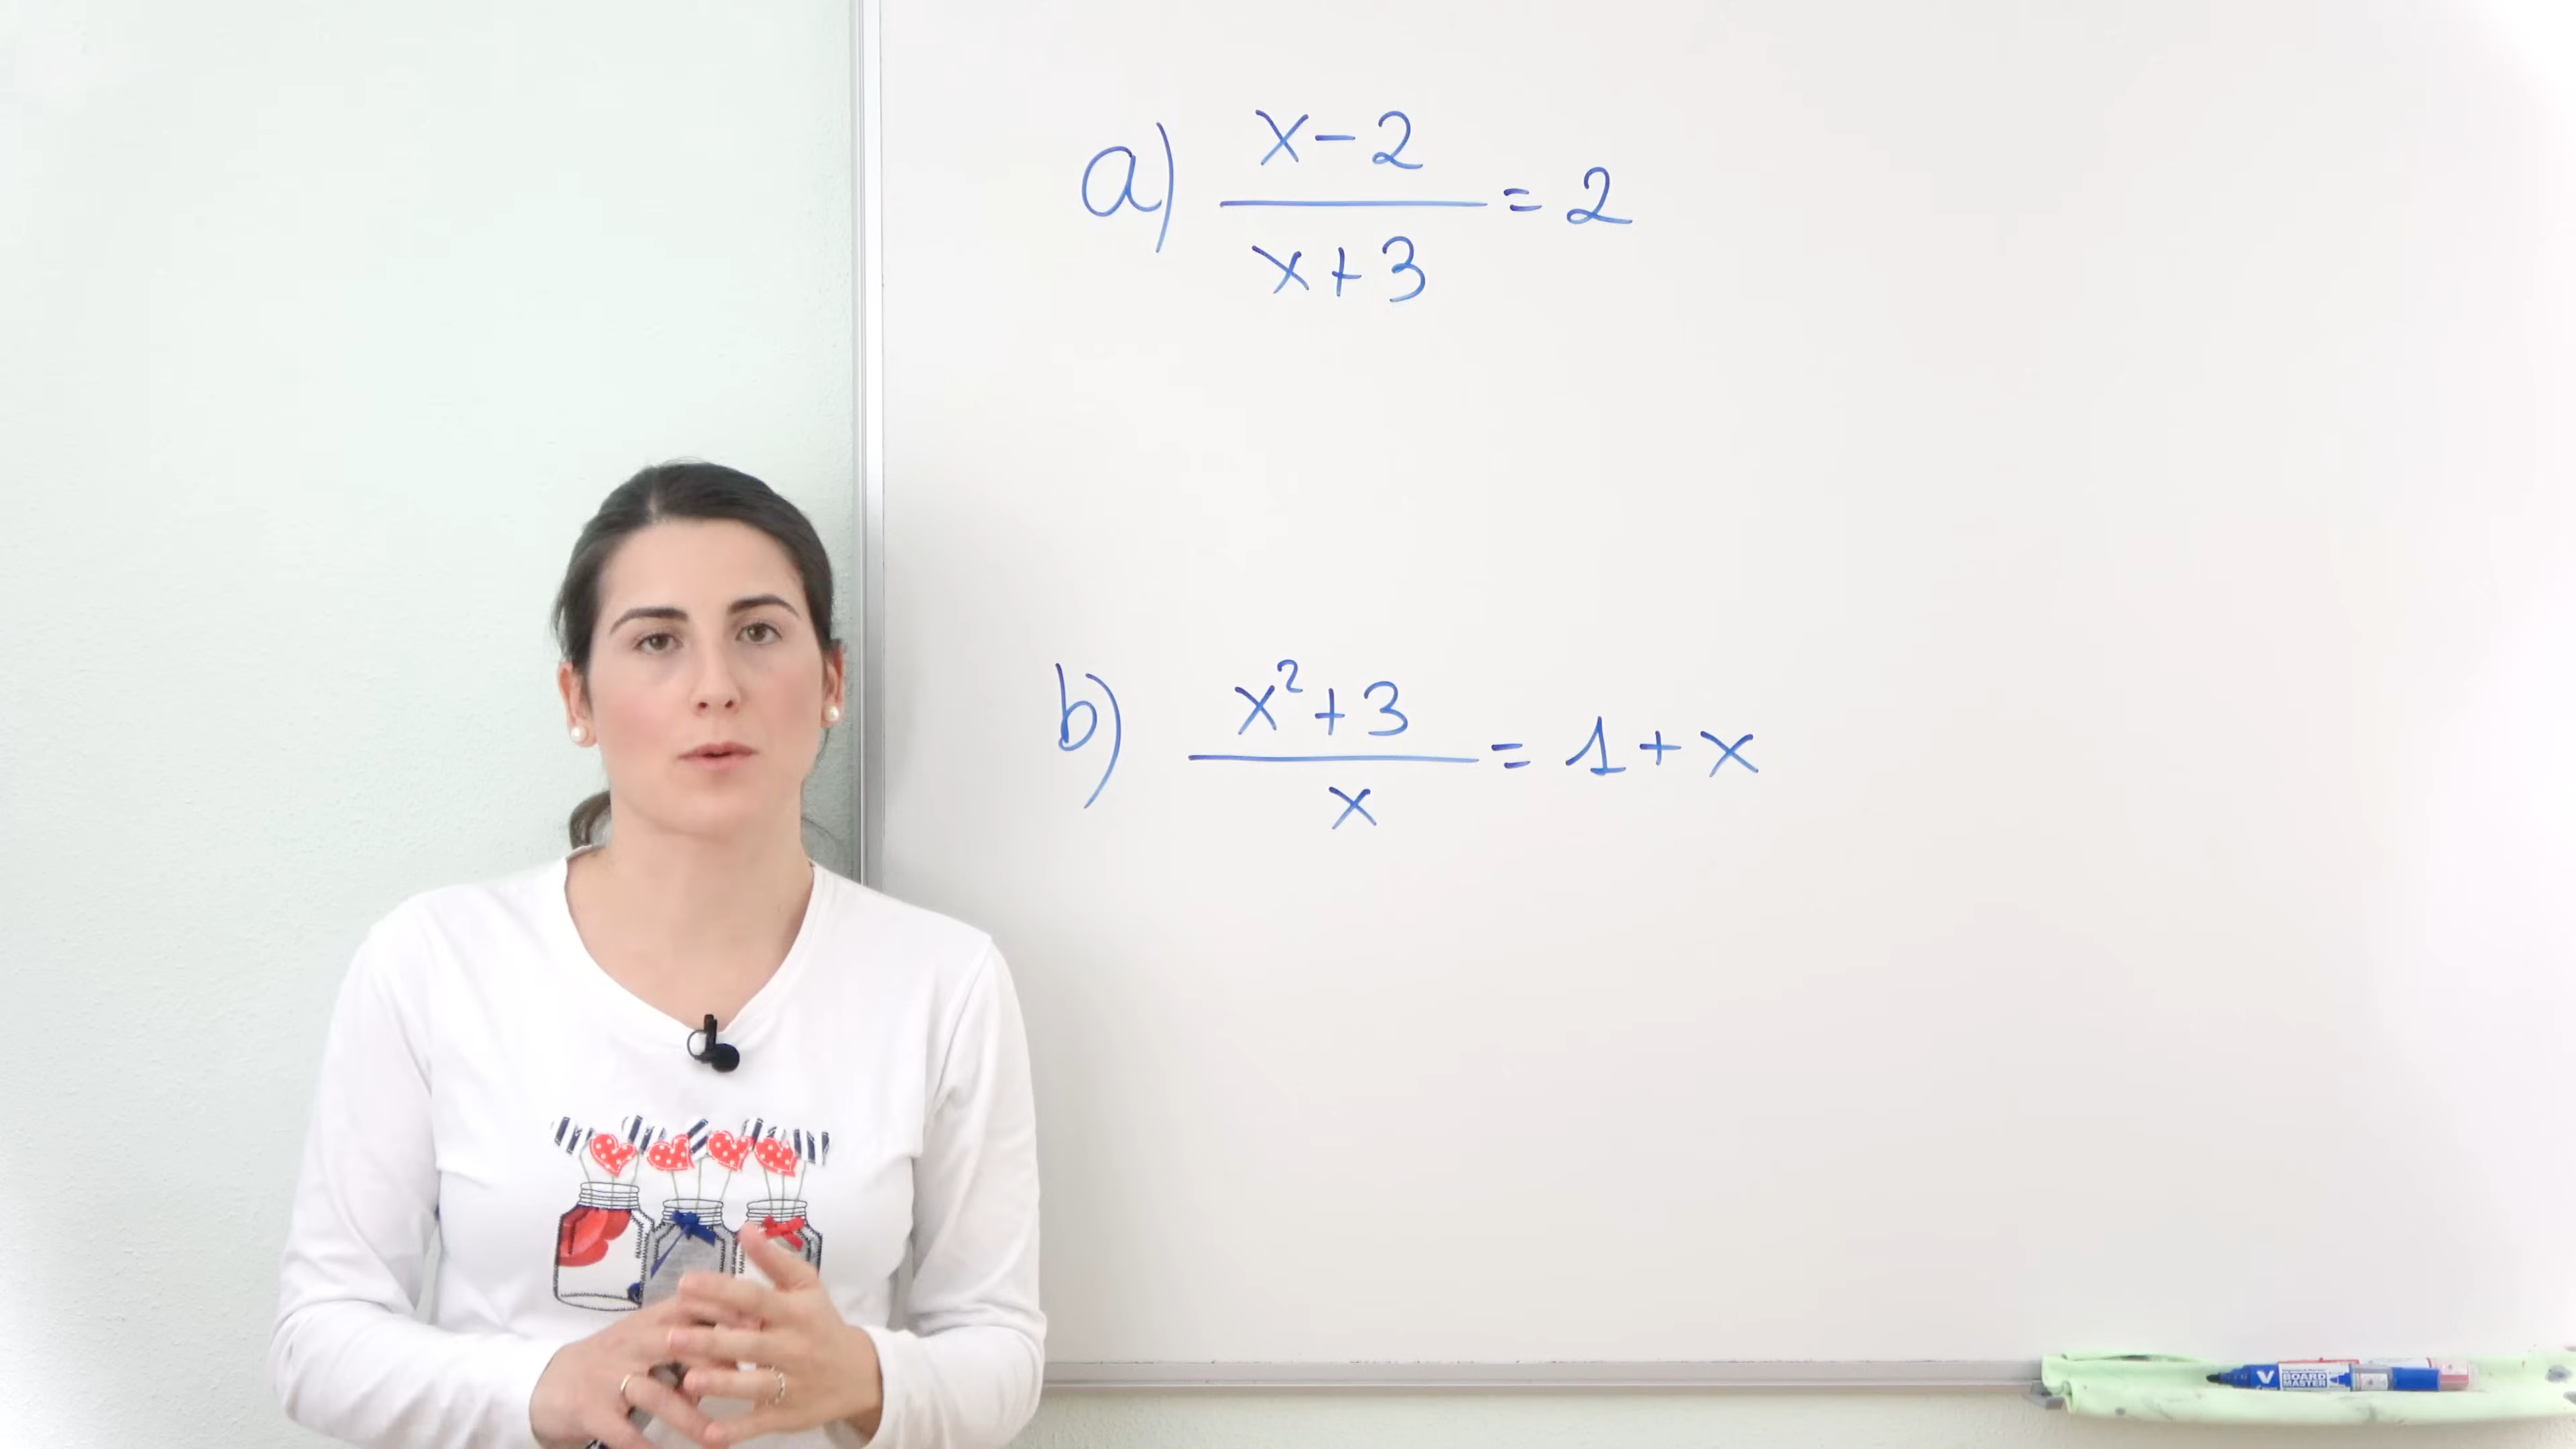 a) x-2 / x+3 = 2
b) x²+3 / x = 1+x
V BOARD MASTER